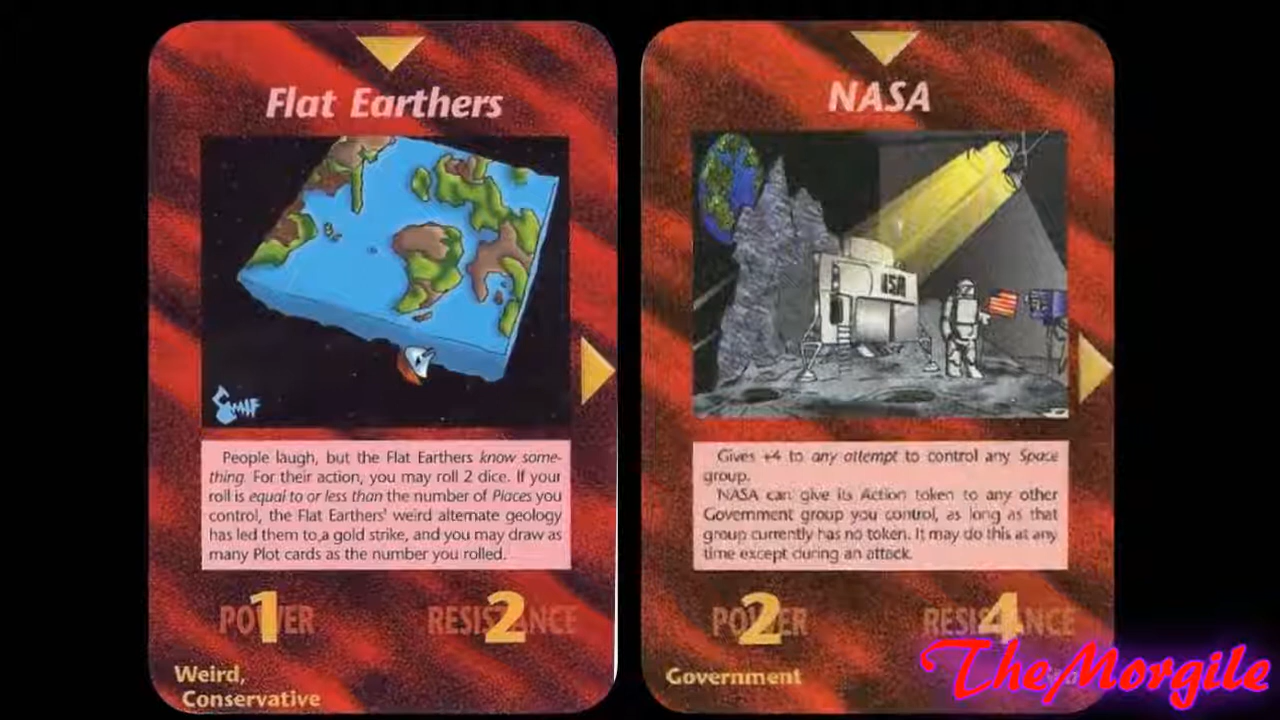 Flat Earthers
People laugh, but the Flat Earthers know some-
thing. For their action, you may roll 2 dice. If your
roll is equal to or less than the number of Places you
control, the Flat Earthers' weird alternate geology
has led them to a gold strike, and you may draw as
many Plot cards as the number you rolled.
POWER 1
RESISTANCE 2
Weird,
Conservative
NASA
Gives +4 to any attempt to control any Space
group.
NASA can give its Action token to any other
Government group you control, as long as that
group currently has no token. It may do this at any
time except during an attack.
POWER 2
RESISTANCE 4
Government
TheMorgile